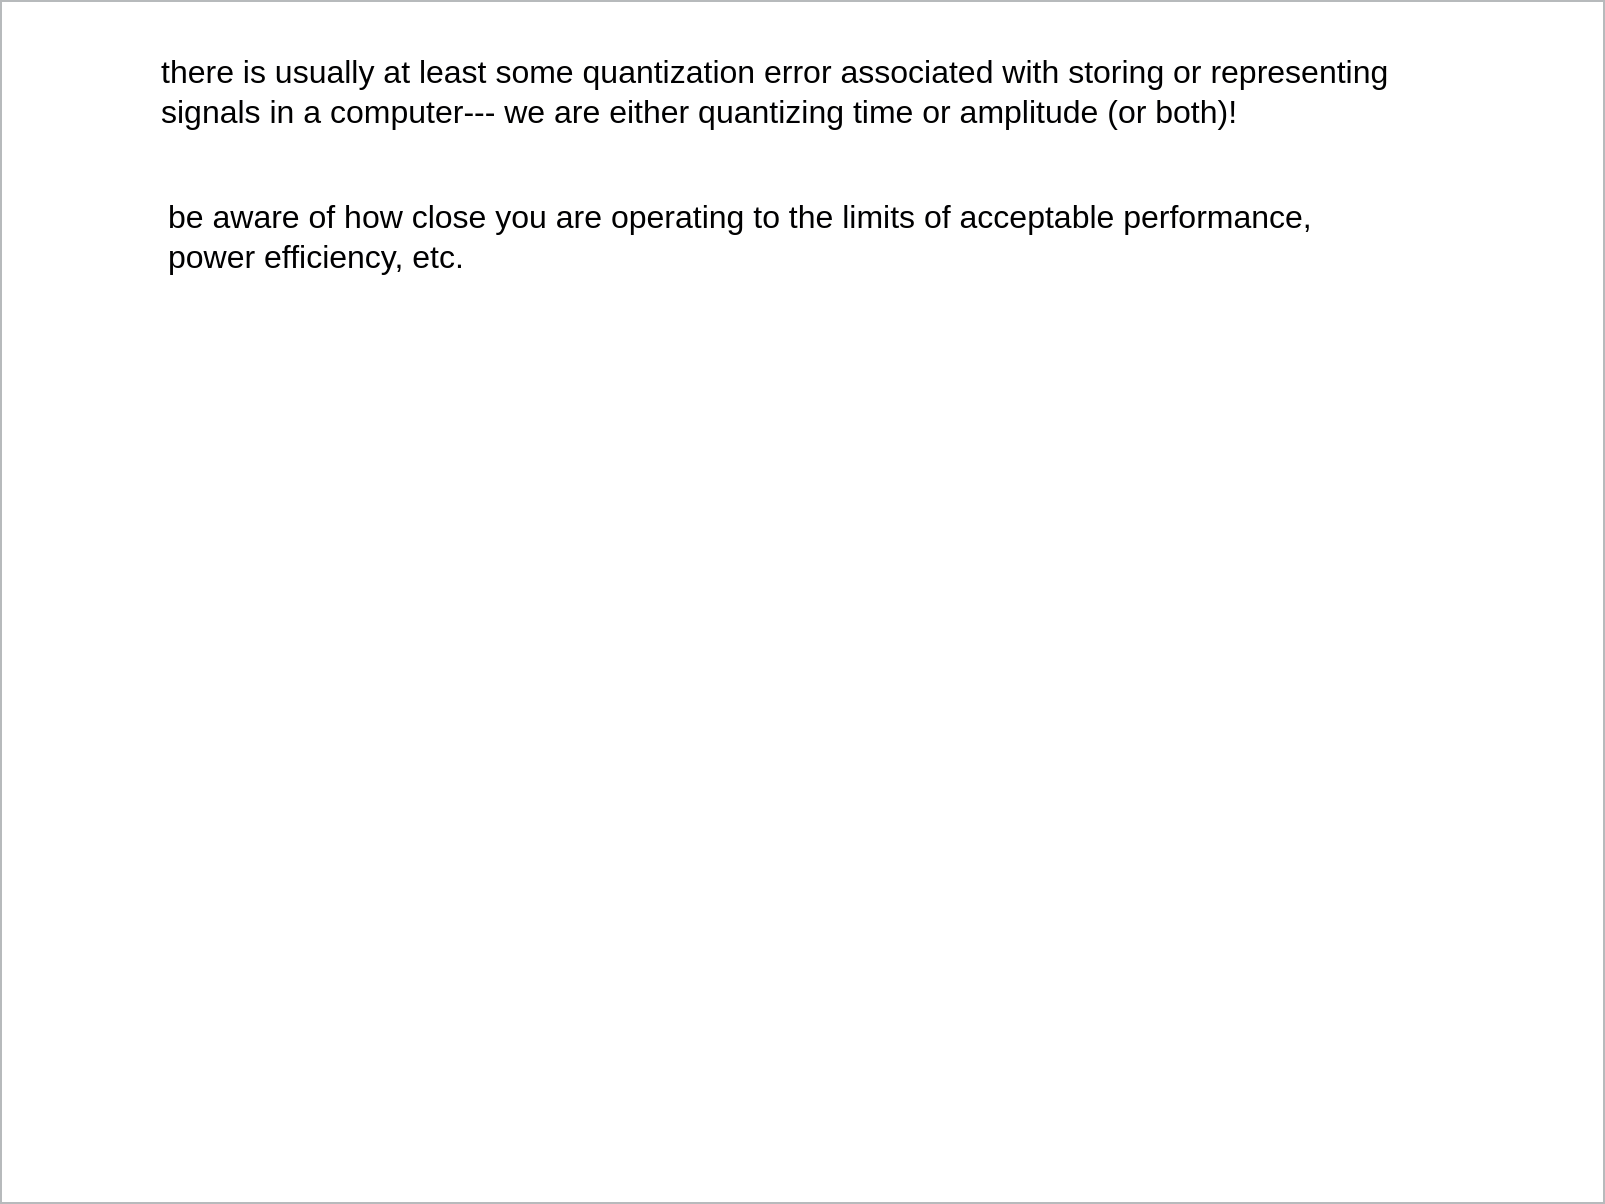 there is usually at least some quantization error associated with storing or representing
signals in a computer--- we are either quantizing time or amplitude (or both)!
be aware of how close you are operating to the limits of acceptable performance,
power efficiency, etc.